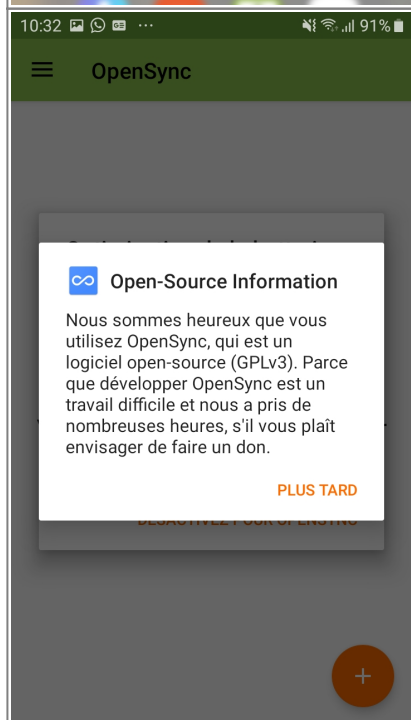 10:32 ... 91%
OpenSync
Open-Source Information
Nous sommes heureux que vous
utilisez OpenSync, qui est un
logiciel open-source (GPLv3). Parce
que développer OpenSync est un
travail difficile et nous a pris de
nombreuses heures, s'il vous plaît
envisager de faire un don.
PLUS TARD